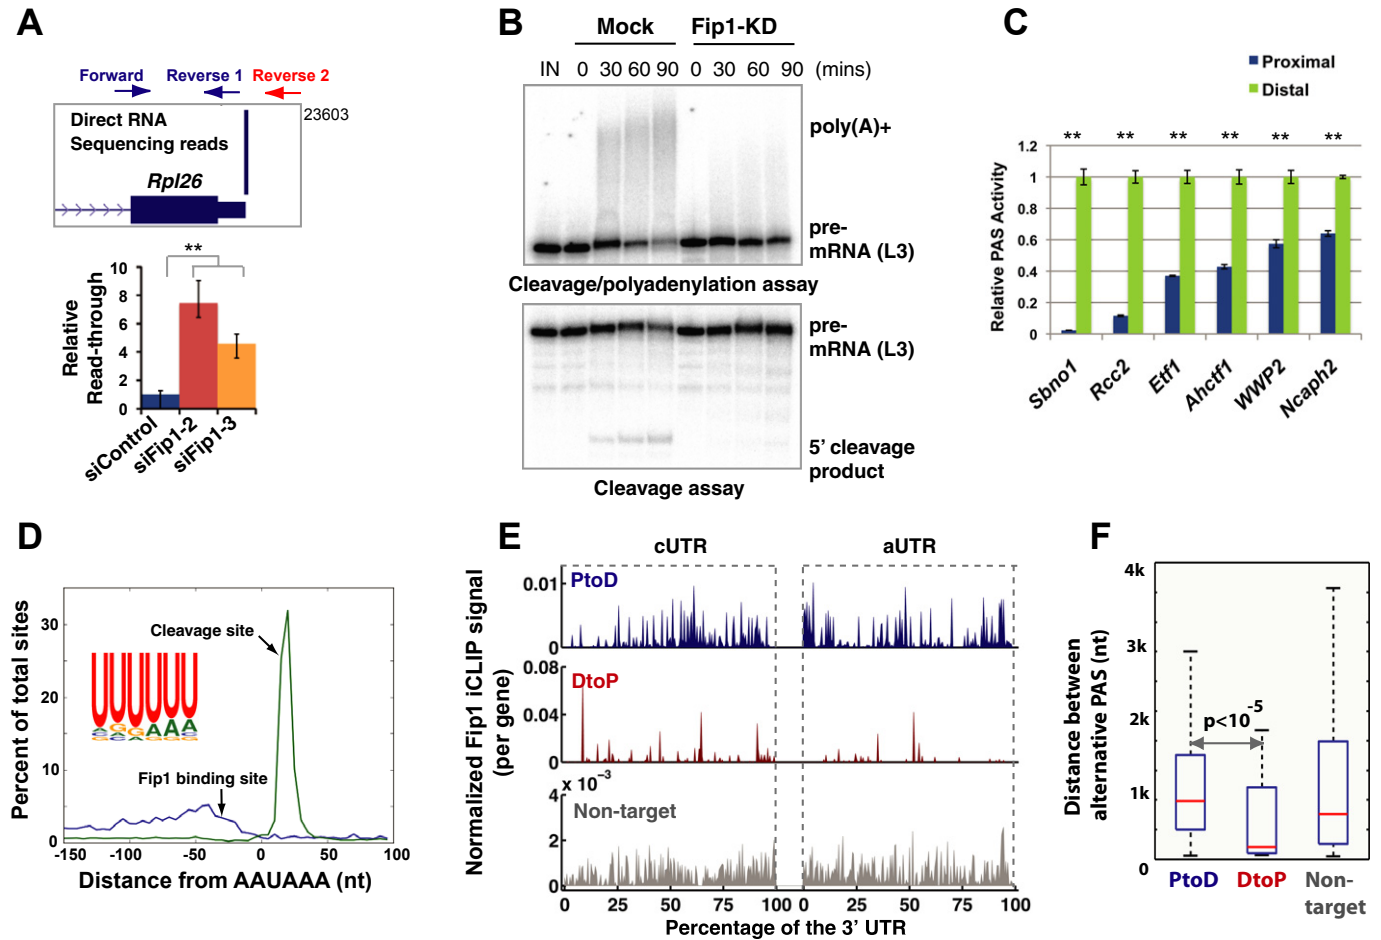 A
Forward
Reverse 1
Reverse 2
23603
Direct RNA
Sequencing reads
Rpl26
**
10
8
6
4
2
0
Relative
Read-through
siControl
siFip1-2
siFip1-3
B
Mock
Fip1-KD
IN 0 30 60 90 0 30 60 90 (mins)
poly(A)+
pre-
mRNA (L3)
Cleavage/polyadenylation assay
pre-
mRNA (L3)
5' cleavage
product
Cleavage assay
C
Proximal
Distal
** ** ** ** ** **
1.2
1
0.8
0.6
0.4
0.2
0
Relative PAS Activity
Sbno1
Rcc2
Etf1
Ahctf1
WWP2
Ncaph2
D
Percent of total sites
30
20
10
0
Cleavage site
UUUUUU
Fip1 binding site
-150 -100 -50 0 50 100
Distance from AAUAAA (nt)
E
cUTR
aUTR
Normalized Fip1 iCLIP signal
(per gene)
0.01
0
PtoD
0.08
0.04
0
DtoP
x 10⁻³
4
2
0
Non-target
0 25 50 75 100 0 25 50 75 100
Percentage of the 3' UTR
F
Distance between
alternative PAS (nt)
4k
3k
2k
1k
0
p<10⁻⁵
PtoD
DtoP
Non-
target